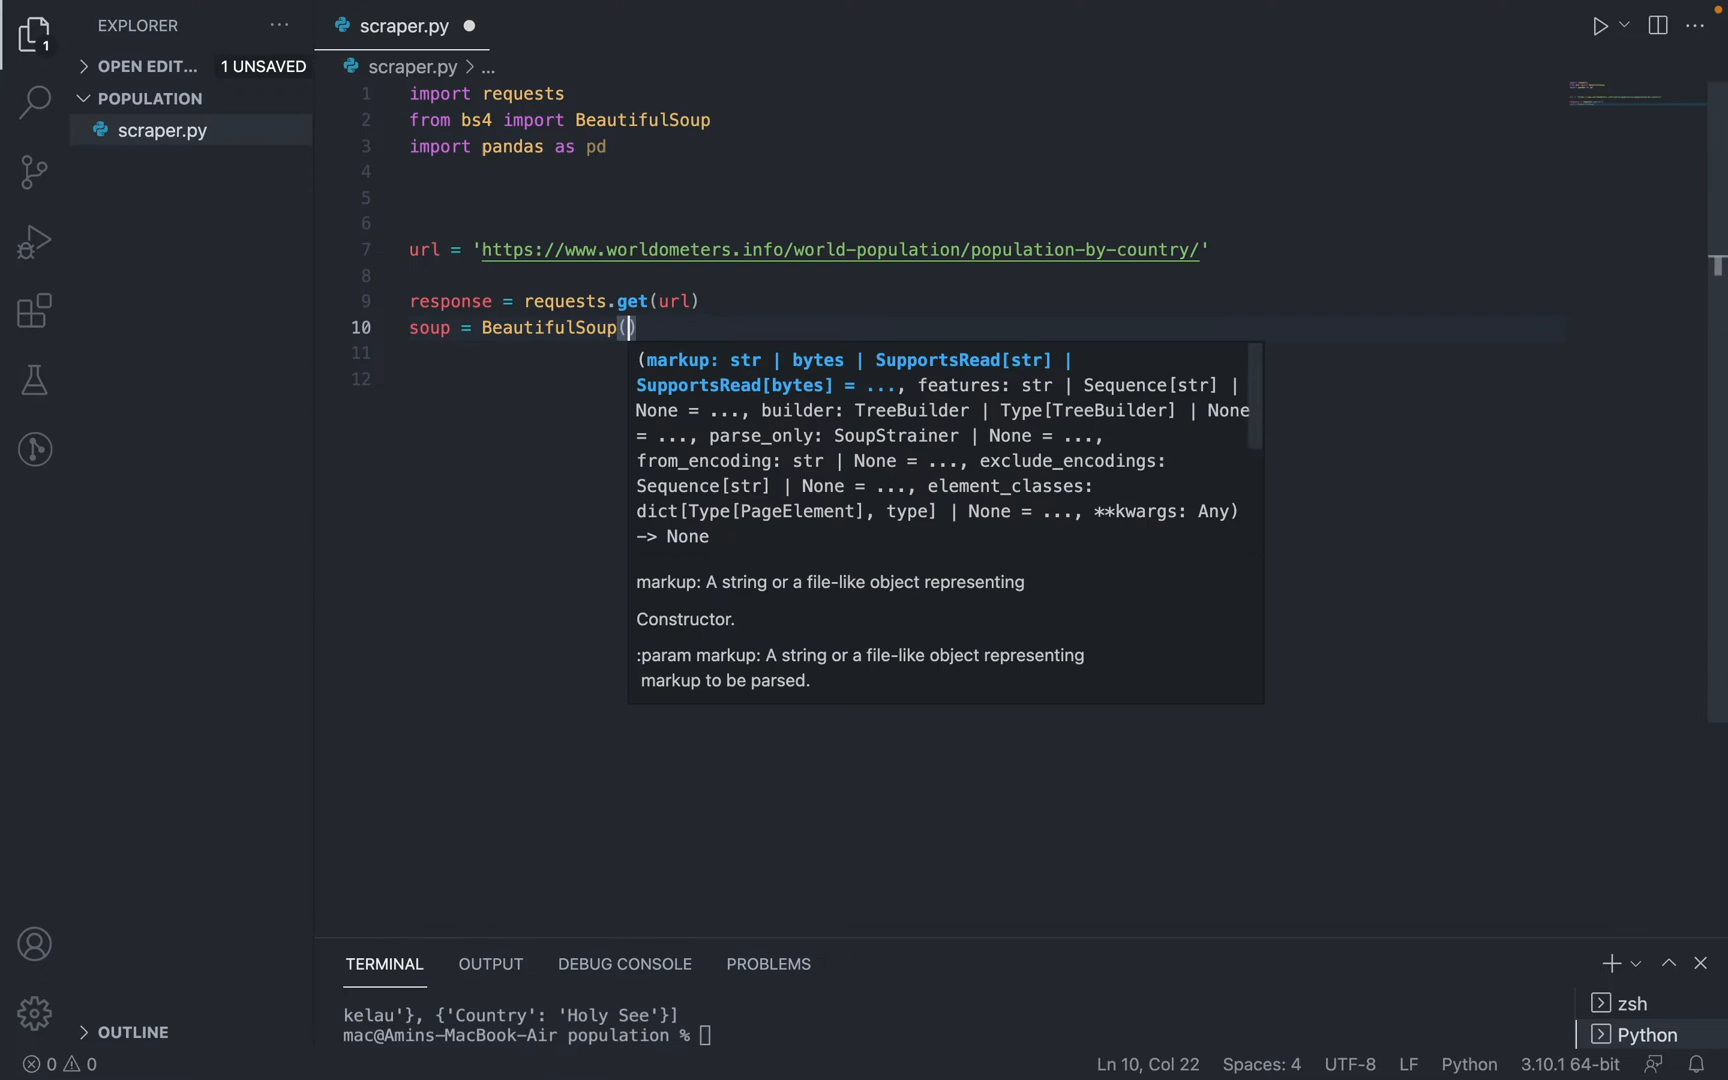 EXPLORER
OPEN EDIT... 1 UNSAVED
POPULATION
scraper.py
1
OUTLINE
scraper.py
scraper.py > ...
1 import requests
2 from bs4 import BeautifulSoup
3 import pandas as pd
4
5
6
7 url = 'https://www.worldometers.info/world-population/population-by-country/'
8
9 response = requests.get(url)
10 soup = BeautifulSoup()
11
12
(markup: str | bytes | SupportsRead[str] |
SupportsRead[bytes] = ..., features: str | Sequence[str] |
None = ..., builder: TreeBuilder | Type[TreeBuilder] | None
= ..., parse_only: SoupStrainer | None = ...,
from_encoding: str | None = ..., exclude_encodings:
Sequence[str] | None = ..., element_classes:
dict[Type[PageElement], type] | None = ..., **kwargs: Any)
-> None
markup: A string or a file-like object representing
Constructor.
:param markup: A string or a file-like object representing
markup to be parsed.
TERMINAL OUTPUT DEBUG CONSOLE PROBLEMS
kelau'}, {'Country': 'Holy See'}]
mac@Amins-MacBook-Air population %
zsh
Python
0 0 Ln 10, Col 22 Spaces: 4 UTF-8 LF Python 3.10.1 64-bit